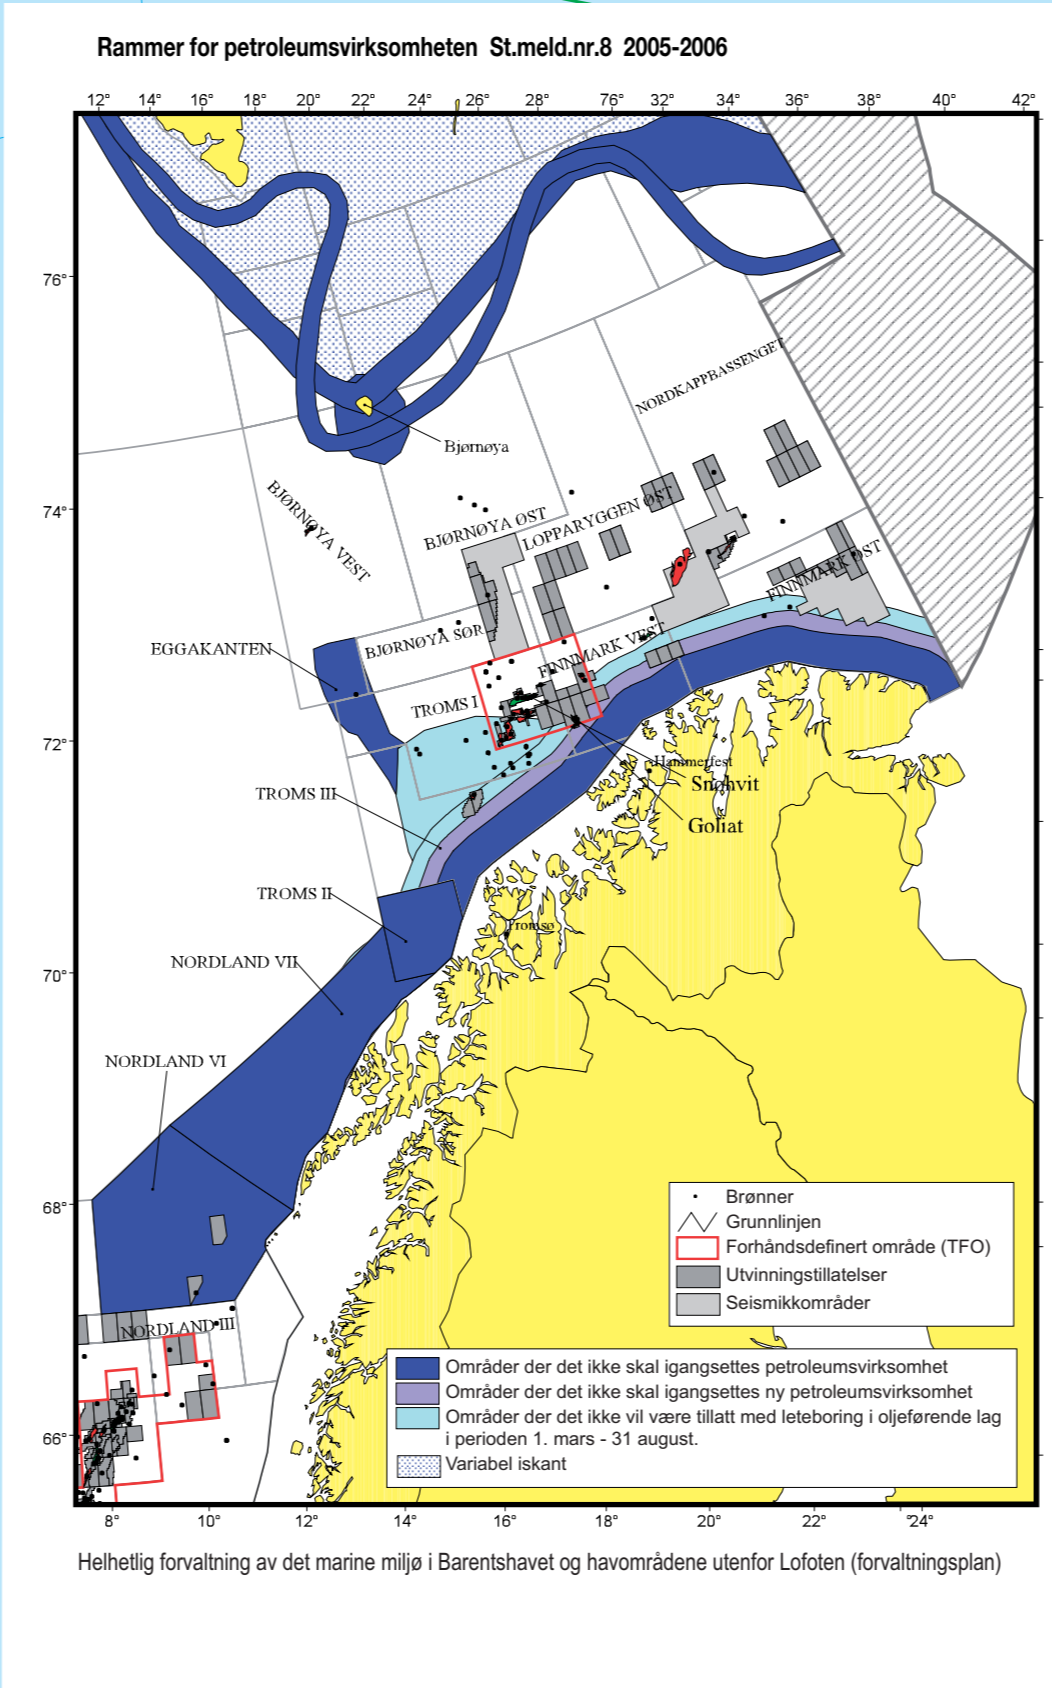 Rammer for petroleumsvirksomheten St.meld.nr.8 2005-2006
12° 14° 16° 18° 20° 22° 26° 28° 76° 32° 34° 36° 38° 40° 42°
76°
NORDKAPPBASSENGET
Bjørnøya
BJØRNØYA VEST
74°
BJØRNØYA ØST
LOPPARYGGEN ØST
FINNMARK ØST
EGGAKANTEN
BJØRNØYA SØR
FINNMARK VEST
TROMS I
72°
Hammerfest
Snøhvit
TROMS III
Goliat
TROMS II
Tromsø
NORDLAND VII
70°
NORDLAND VI
68°
Brønner
Grunnlinjen
Forhåndsdefinert område (TFO)
Utvinningstillatelser
Seismikkområder
NORDLAND III
Områder der det ikke skal igangsettes petroleumsvirksomhet
Områder der det ikke skal igangsettes ny petroleumsvirksomhet
Områder der det ikke vil være tillatt med leteboring i oljeførende lag
i perioden 1. mars - 31 august.
Variabel iskant
66°
8° 10° 12° 14° 16° 18° 20° 22° 24°
Helhetlig forvaltning av det marine miljø i Barentshavet og havområdene utenfor Lofoten (forvaltningsplan)